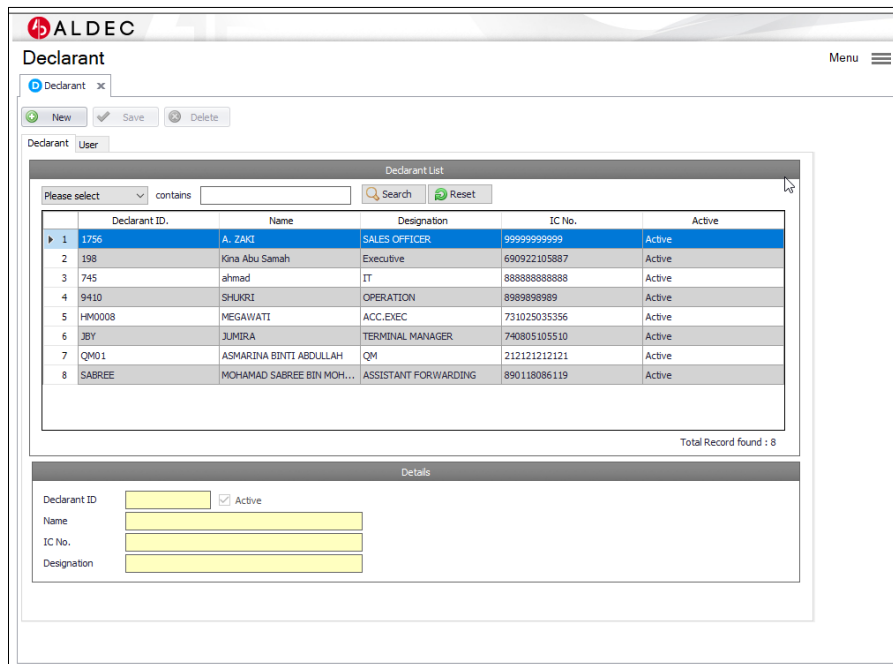 ALDEC
Declarant
Menu
D Declarant x
New Save Delete
Declarant User
Declarant List
Please select contains Search Reset
Declarant ID. Name Designation IC No. Active
1 1756 A. ZAKI SALES OFFICER 99999999999 Active
2 198 Kina Abu Samah Executive 690922105887 Active
3 745 ahmad IT 888888888888 Active
4 9410 SHUKRI OPERATION 8989898989 Active
5 HM0008 MEGAWATI ACC.EXEC 731025035356 Active
6 JBY JUMIRA TERMINAL MANAGER 740805105510 Active
7 QM01 ASMARINA BINTI ABDULLAH QM 212121212121 Active
8 SABREE MOHAMAD SABREE BIN MOH... ASSISTANT FORWARDING 890118086119 Active
Total Record found : 8
Details
Declarant ID Active
Name
IC No.
Designation